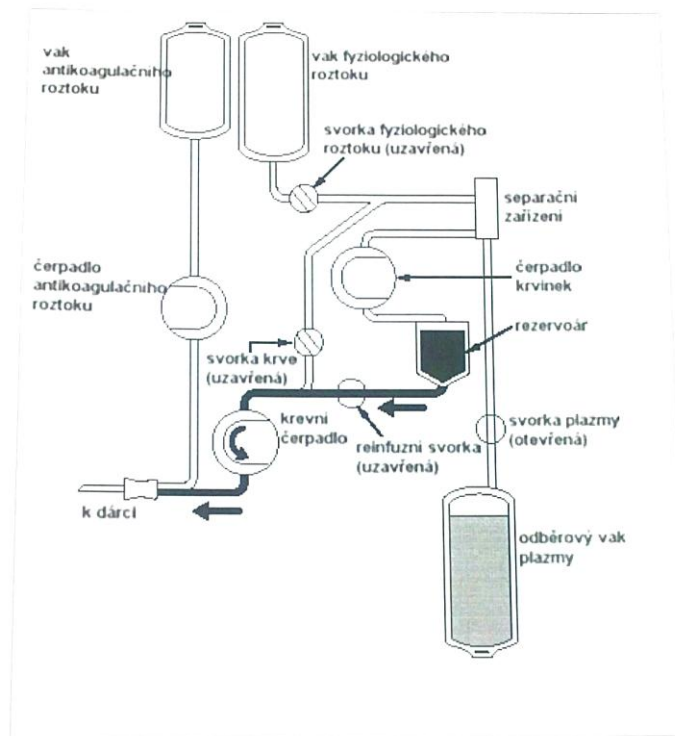 vak
antikoagulačního
roztoku
vak fyziologického
roztoku
svorka fyziologického
roztoku (uzavřená)
separační
zařízení
čerpadlo
antikoagulačního
roztoku
čerpadlo
krvinek
rezervoár
svorka krve
(uzavřená)
krevní
čerpadlo
reinfuzní svorka
(uzavřená)
svorka plazmy
(otevřená)
k dárci
odběrový vak
plazmy